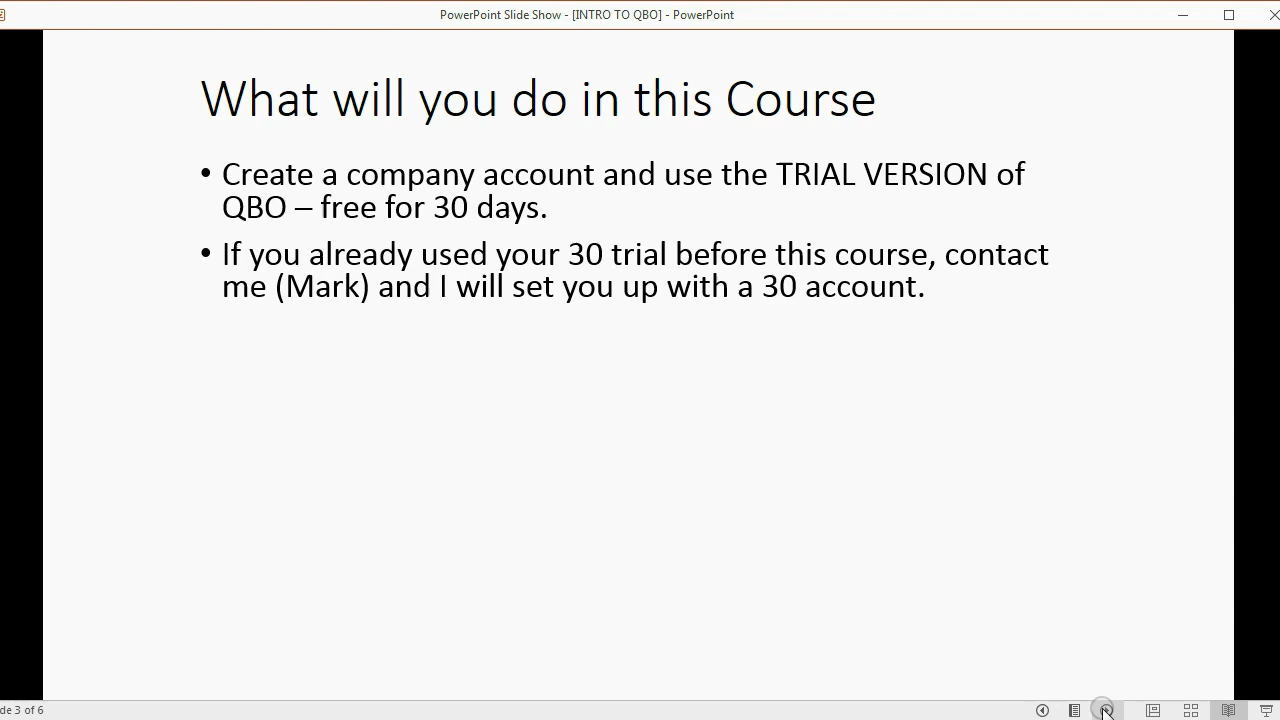 PowerPoint Slide Show - [INTRO TO QBO] - PowerPoint
What will you do in this Course
• Create a company account and use the TRIAL VERSION of
QBO – free for 30 days.
• If you already used your 30 trial before this course, contact
me (Mark) and I will set you up with a 30 account.
de 3 of 6